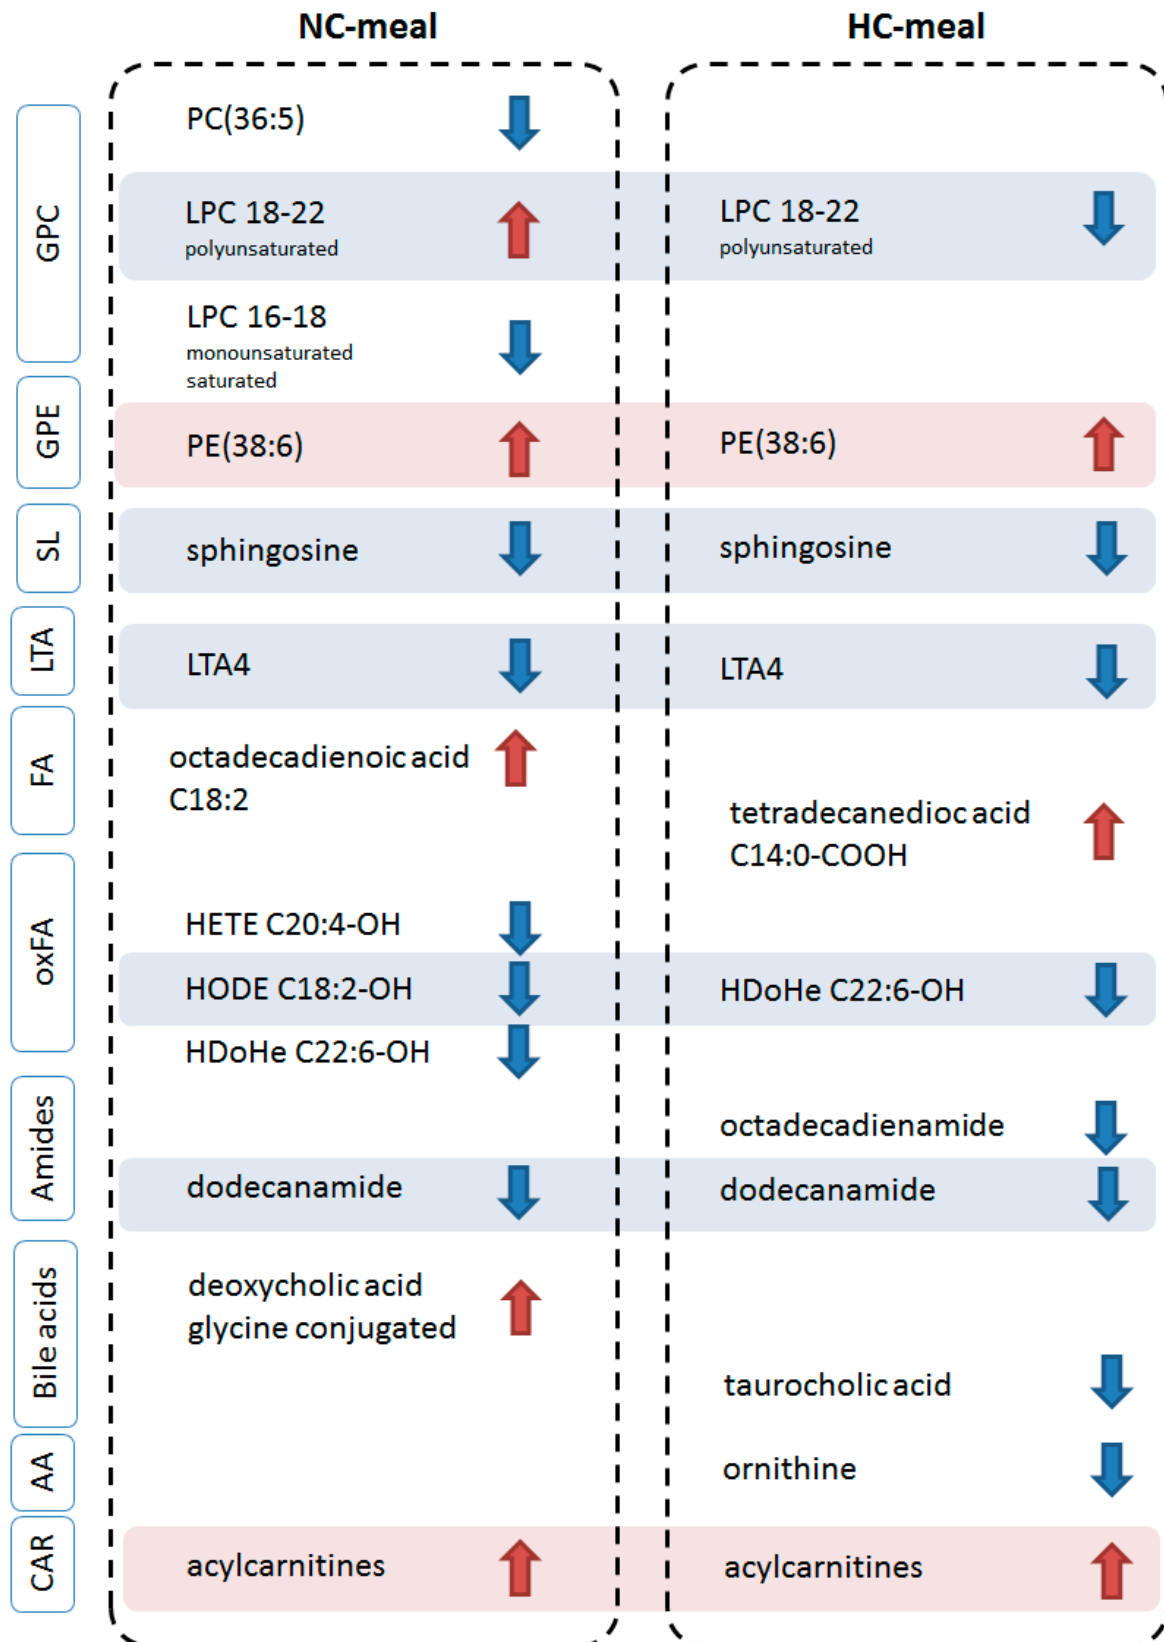 NC-meal
HC-meal
GPC
PC(36:5)
LPC 18-22
polyunsaturated
LPC 18-22
polyunsaturated
LPC 16-18
monounsaturated
saturated
GPE
PE(38:6)
PE(38:6)
SL
sphingosine
sphingosine
LTA
LTA4
LTA4
FA
octadecadienoic acid
C18:2
tetradecanedioc acid
C14:0-COOH
oxFA
HETE C20:4-OH
HODE C18:2-OH
HDoHe C22:6-OH
HDoHe C22:6-OH
Amides
octadecadienamide
dodecanamide
dodecanamide
Bile acids
deoxycholic acid
glycine conjugated
taurocholic acid
AA
ornithine
CAR
acylcarnitines
acylcarnitines